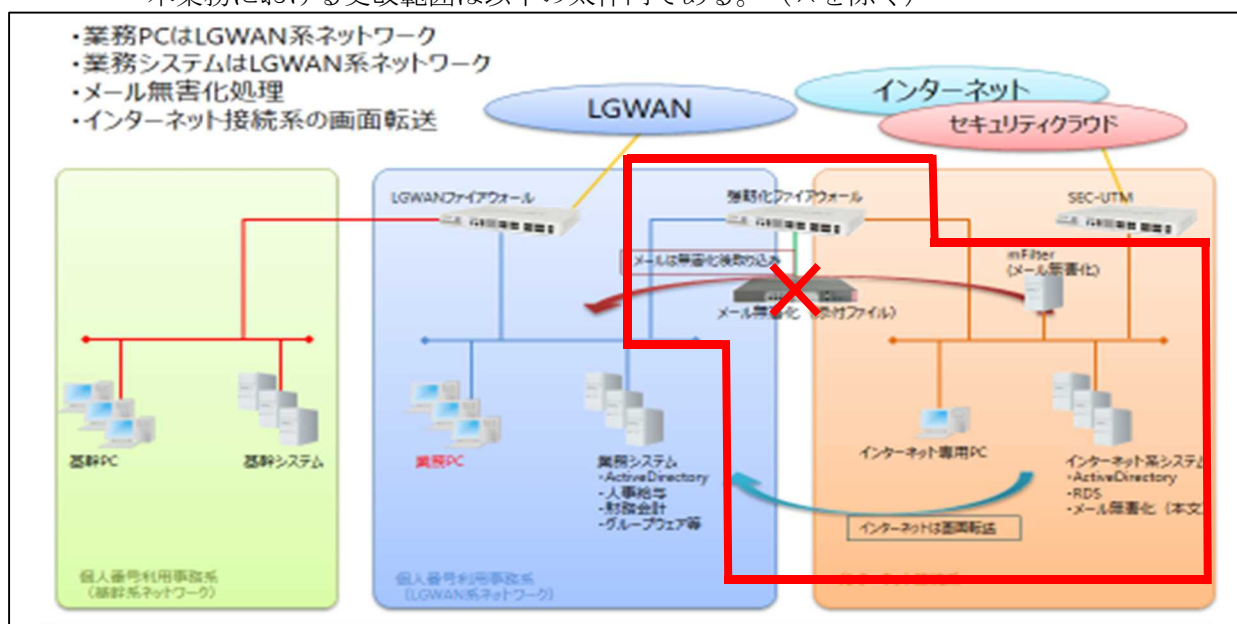 ・業務PCはLGWAN系ネットワーク
・業務システムはLGWAN系ネットワーク
・メール無害化処理
・インターネット接続系の画面転送
LGWAN
インターネット
セキュリティクラウド
LGWANファイアウォール
強靭化ファイアウォール
SEC-UTM
メールは無害化後取り込み
mFilter
(メール無害化)
メール無害化 (添付ファイル)
基幹PC
基幹システム
業務PC
業務システム
・ActiveDirectory
・人事給与
・財務会計
・グループウェア等
インターネット専用PC
インターネット系システム
・ActiveDirectory
・RDS
・メール無害化 (本文)
インターネットは画面転送
個人番号利用事務系
(基幹系ネットワーク)
個人番号利用事務系
(LGWAN系ネットワーク)